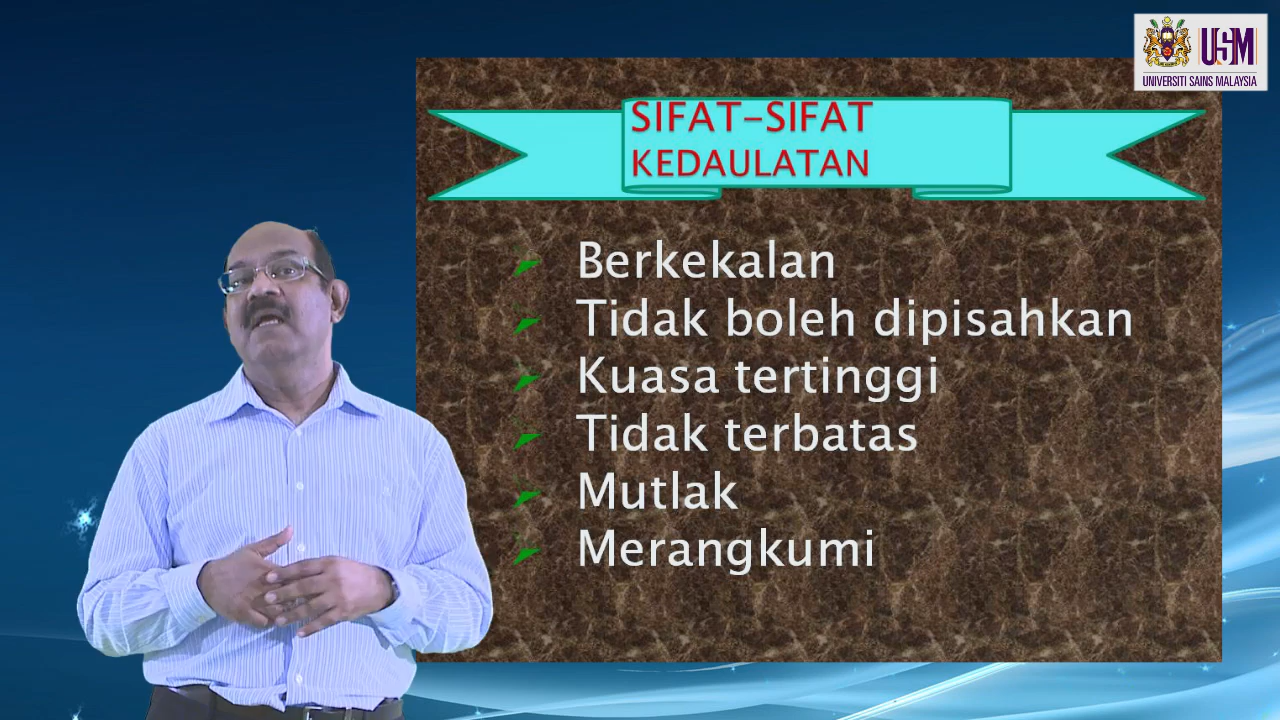 USM
UNIVERSITI SAINS MALAYSIA
SIFAT-SIFAT
KEDAULATAN
Berkekalan
Tidak boleh dipisahkan
Kuasa tertinggi
Tidak terbatas
Mutlak
Merangkumi